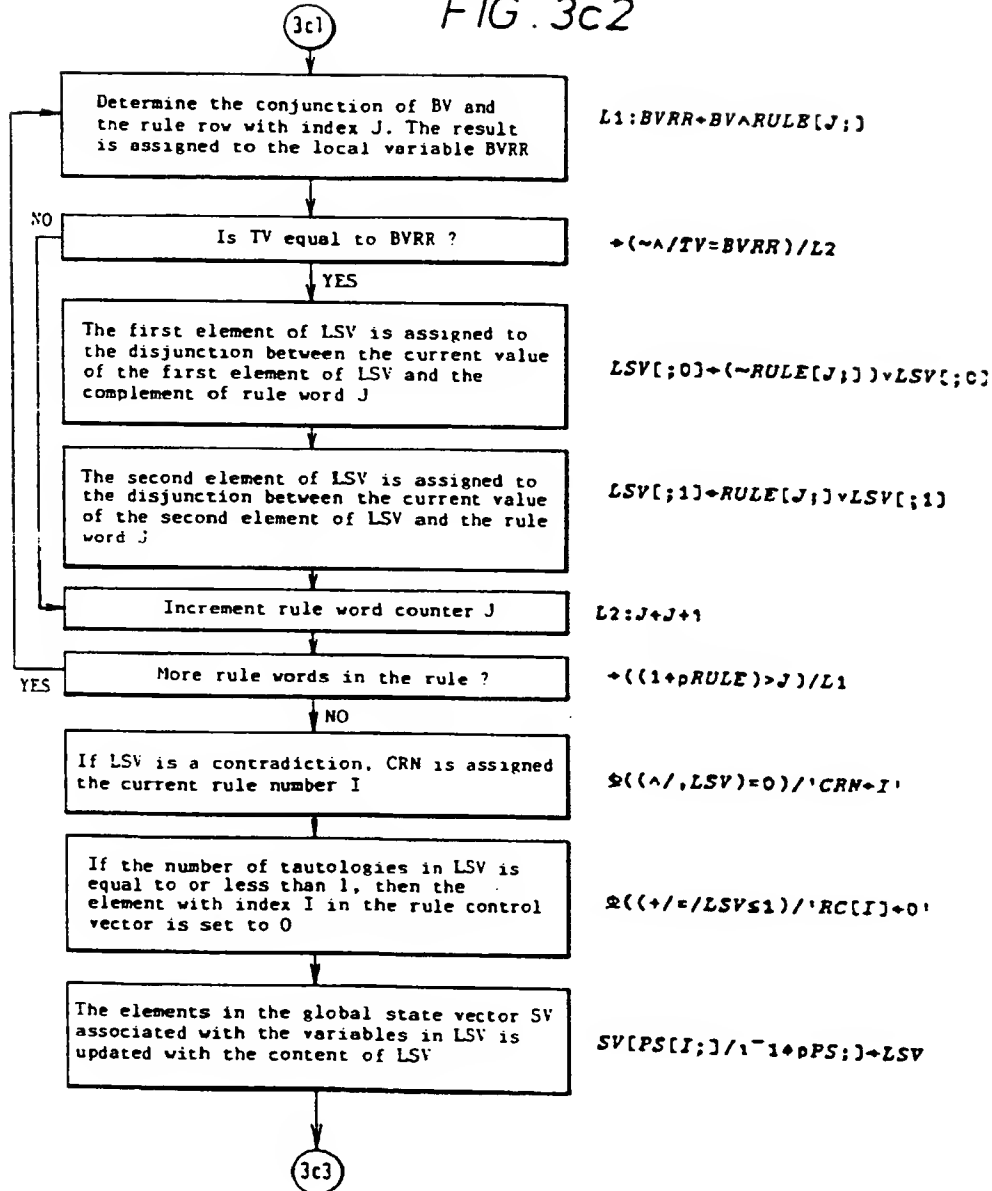 FIG. 3c2
3c1
Determine the conjunction of BV and
the rule row with index J. The result
is assigned to the local variable BVRR
L1:BVRR←BV∧RULE[J;]
NO
Is TV equal to BVRR ?
→(~∧/TV=BVRR)/L2
YES
The first element of LSV is assigned to
the disjunction between the current value
of the first element of LSV and the
complement of rule word J
LSV[;0]←(~RULE[J;])∨LSV[;0]
The second element of LSV is assigned to
the disjunction between the current value
of the second element of LSV and the rule
word J
LSV[;1]←RULE[J;]∨LSV[;1]
Increment rule word counter J
L2:J←J+1
YES
More rule words in the rule ?
→((1↑⍴RULE)>J)/L1
NO
If LSV is a contradiction, CRN is assigned
the current rule number I
⍎((∧/,LSV)=0)/'CRN←I'
If the number of tautologies in LSV is
equal to or less than 1, then the
element with index I in the rule control
vector is set to 0
⍎((+/=/LSV≤1)/'RC[I]←0'
The elements in the global state vector SV
associated with the variables in LSV is
updated with the content of LSV
SV[PS[I;]/⍳¯1↑⍴PS;]←LSV
3c3